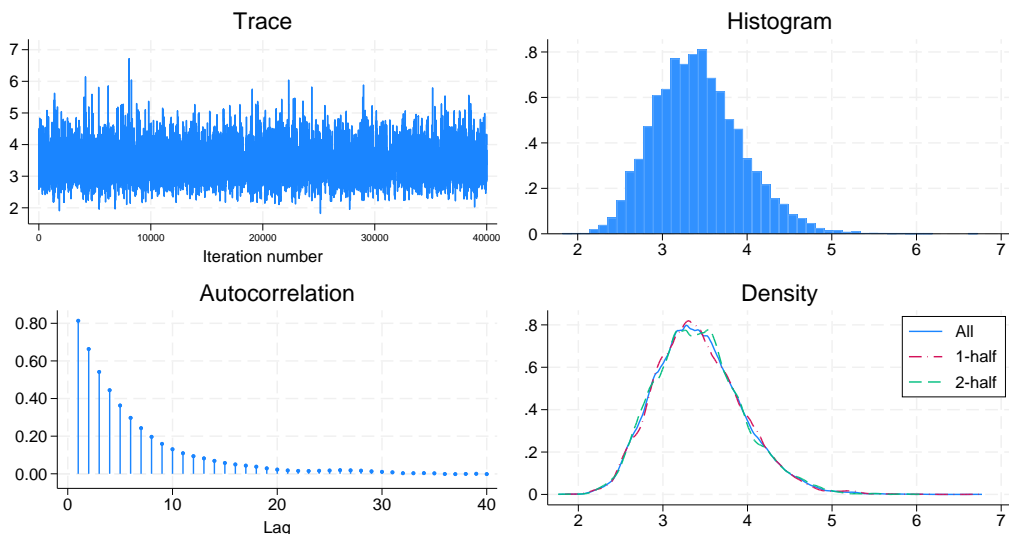 Trace
7
6
5
4
3
2
0 10000 20000 30000 40000
Iteration number
Histogram
.8
.6
.4
.2
0
2 3 4 5 6 7
Autocorrelation
0.80
0.60
0.40
0.20
0.00
0 10 20 30 40
Lag
Density
.8
.6
.4
.2
0
2 3 4 5 6 7
All
1-half
2-half